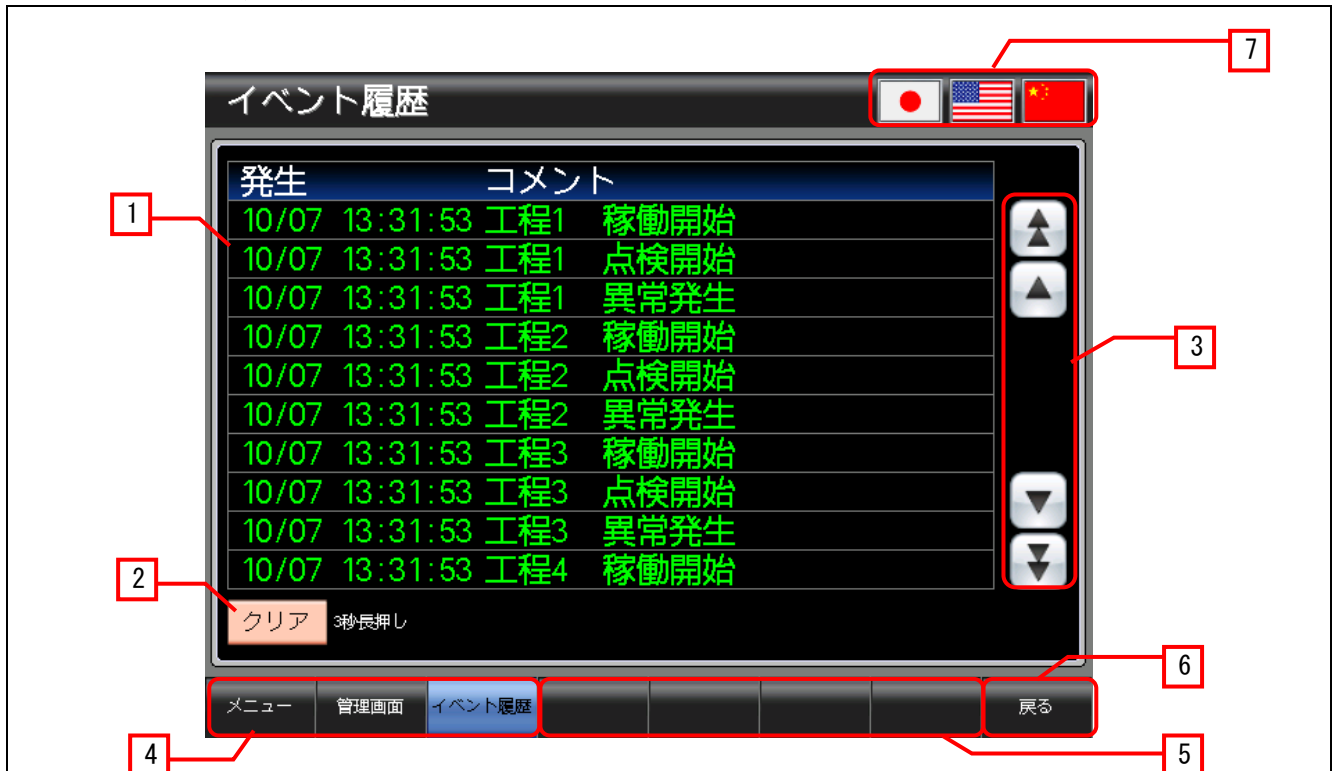 7
イベント履歴
発生 コメント
1
10/07 13:31:53 工程1 稼働開始
10/07 13:31:53 工程1 点検開始
10/07 13:31:53 工程1 異常発生
10/07 13:31:53 工程2 稼働開始
3
10/07 13:31:53 工程2 点検開始
10/07 13:31:53 工程2 異常発生
10/07 13:31:53 工程3 稼働開始
10/07 13:31:53 工程3 点検開始
10/07 13:31:53 工程3 異常発生
10/07 13:31:53 工程4 稼働開始
2
クリア 3秒長押し
6
メニュー 管理画面 イベント履歴 戻る
4
5